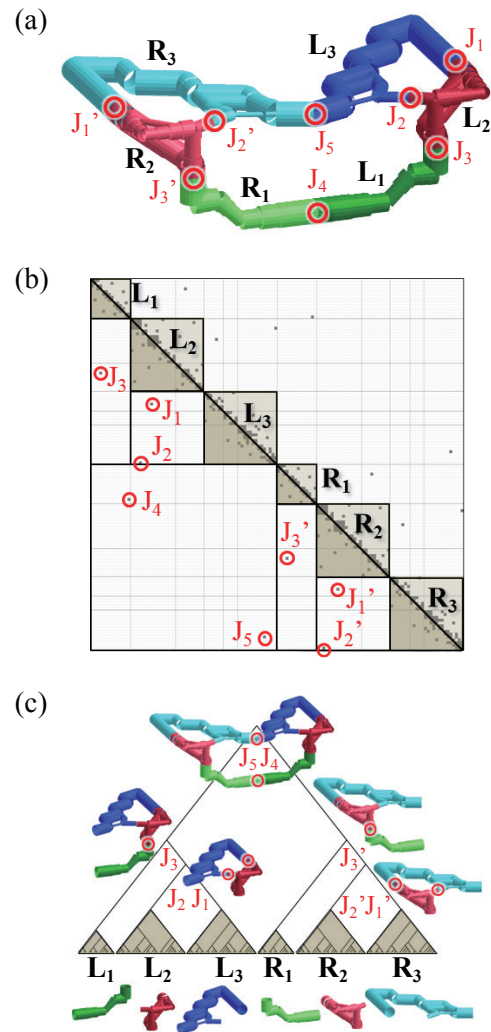 (a)
R₃
L₃
J₁
J₁'
J₂'
J₅
J₂
L₂
R₂
J₃'
J₃
R₁
J₄
L₁
(b)
L₁
L₂
J₃
J₁
L₃
J₂
R₁
J₄
R₂
J₃'
J₁'
R₃
J₅
J₂'
(c)
J₅ J₄
J₃
J₃'
J₂ J₁
J₂' J₁'
L₁ L₂ L₃ R₁ R₂ R₃